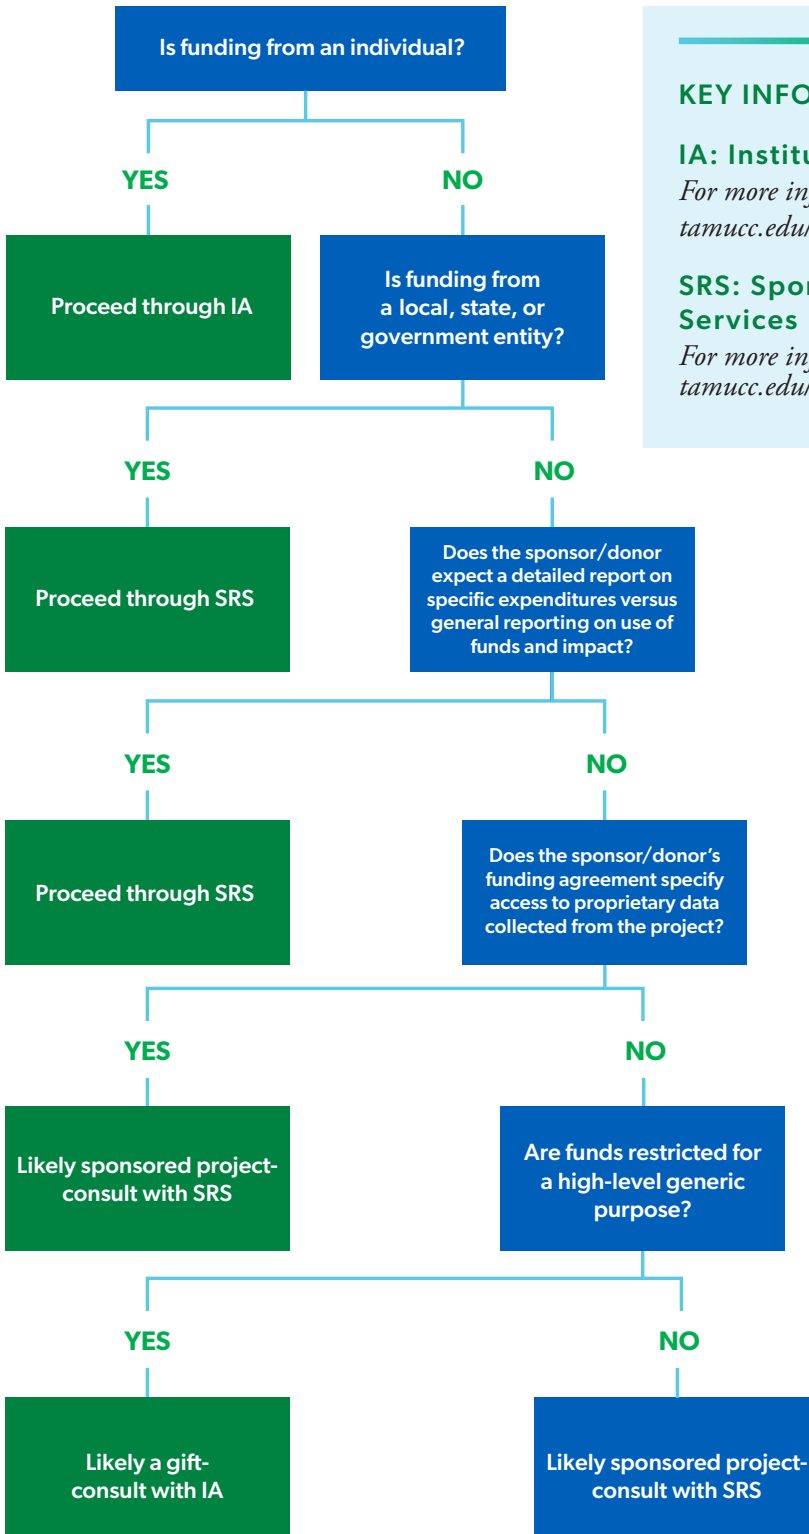 Is funding from an individual?
KEY INFO
IA: Institu
For more in
tamucc.edu/
SRS: Spon
Services
For more in
tamucc.edu/
YES
NO
Proceed through IA
Is funding from
a local, state, or
government entity?
YES
NO
Proceed through SRS
Does the sponsor/donor
expect a detailed report on
specific expenditures versus
general reporting on use of
funds and impact?
YES
NO
Proceed through SRS
Does the sponsor/donor's
funding agreement specify
access to proprietary data
collected from the project?
YES
NO
Likely sponsored project-
consult with SRS
Are funds restricted for
a high-level generic
purpose?
YES
NO
Likely a gift-
consult with IA
Likely sponsored project-
consult with SRS